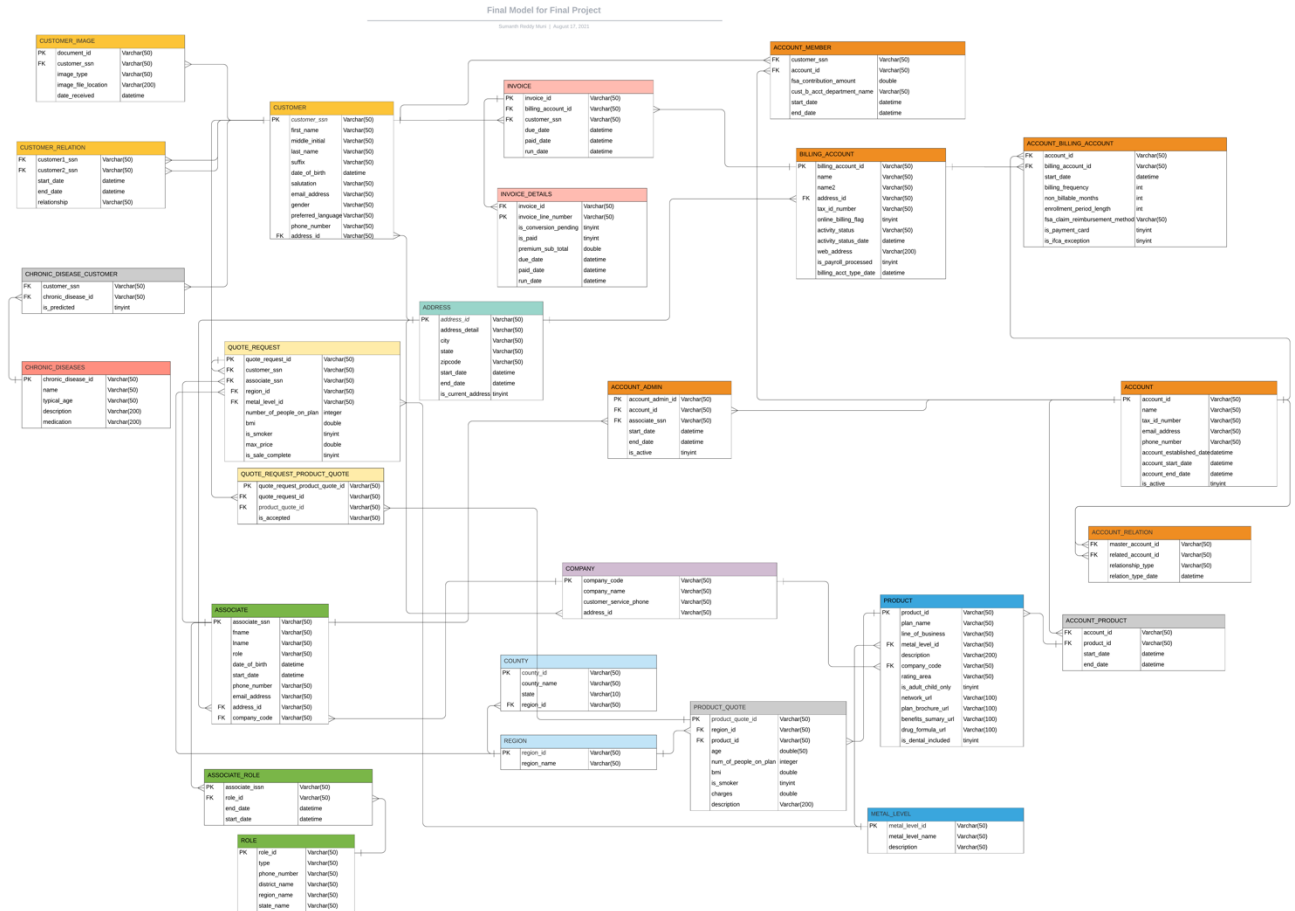 Final Model for Final Project
August 17, 2022
CUSTOMER_IMAGE
PK document_id Varchar(50)
FK customer_ssn Varchar(50)
image_type Varchar(50)
image_file_location Varchar(200)
date_received datetime
CUSTOMER_RELATION
FK customer1_ssn Varchar(50)
FK customer2_ssn Varchar(50)
start_date datetime
end_date datetime
relationship Varchar(50)
CUSTOMER
PK customer_ssn Varchar(50)
first_name Varchar(50)
middle_initial Varchar(50)
last_name Varchar(50)
suffix Varchar(50)
date_of_birth datetime
salutation Varchar(50)
email_address Varchar(50)
gender Varchar(50)
preferred_language Varchar(50)
phone_number Varchar(50)
FK address_id Varchar(50)
INVOICE
PK invoice_id Varchar(50)
FK billing_account_id Varchar(50)
FK customer_ssn Varchar(50)
due_date datetime
paid_date datetime
run_date datetime
INVOICE_DETAILS
FK invoice_id Varchar(50)
PK invoice_line_number Varchar(50)
is_conversion_pending tinyint
is_paid tinyint
premium_sub_total double
due_date datetime
paid_date datetime
run_date datetime
ACCOUNT_MEMBER
FK customer_ssn Varchar(50)
FK account_id Varchar(50)
fsa_contribution_amount double
cust_b_acct_department_name Varchar(50)
start_date datetime
end_date datetime
BILLING_ACCOUNT
PK billing_account_id Varchar(50)
name Varchar(50)
name2 Varchar(50)
FK address_id Varchar(50)
tax_id_number Varchar(50)
online_billing_flag tinyint
activity_status Varchar(50)
activity_status_date datetime
web_address Varchar(200)
is_payroll_processed tinyint
billing_acct_type_date datetime
ACCOUNT_BILLING_ACCOUNT
FK account_id Varchar(50)
FK billing_account_id Varchar(50)
start_date datetime
billing_frequency int
non_billable_months int
enrollment_period_length int
fsa_claim_reimbursement_method Varchar(50)
is_payment_card tinyint
is_ifca_exception tinyint
CHRONIC_DISEASE_CUSTOMER
FK customer_ssn Varchar(50)
FK chronic_disease_id Varchar(50)
is_predicted tinyint
CHRONIC_DISEASES
PK chronic_disease_id Varchar(50)
name Varchar(50)
typical_age Varchar(50)
description Varchar(200)
medication Varchar(200)
ADDRESS
PK address_id Varchar(50)
address_detail Varchar(50)
city Varchar(50)
state Varchar(50)
zipcode Varchar(50)
start_date datetime
end_date datetime
is_current_address tinyint
QUOTE_REQUEST
PK quote_request_id Varchar(50)
FK customer_ssn Varchar(50)
FK associate_ssn Varchar(50)
FK region_id Varchar(50)
FK metal_level_id Varchar(50)
number_of_people_on_plan integer
bmi double
is_smoker tinyint
max_price double
is_sale_complete tinyint
QUOTE_REQUEST_PRODUCT_QUOTE
PK quote_request_product_quote_id Varchar(50)
FK quote_request_id Varchar(50)
FK product_quote_id Varchar(50)
is_accepted Varchar(50)
ACCOUNT_ADMIN
PK account_admin_id Varchar(50)
FK account_id Varchar(50)
FK associate_ssn Varchar(50)
start_date datetime
end_date datetime
is_active tinyint
ACCOUNT
PK account_id Varchar(50)
name Varchar(50)
tax_id_number Varchar(50)
email_address Varchar(50)
phone_number Varchar(50)
account_established_date datetime
account_start_date datetime
account_end_date datetime
is_active tinyint
ACCOUNT_RELATION
FK master_account_id Varchar(50)
FK related_account_id Varchar(50)
relationship_type Varchar(50)
relation_type_date datetime
COMPANY
PK company_code Varchar(50)
company_name Varchar(50)
customer_service_phone Varchar(50)
address_id Varchar(50)
PRODUCT
PK product_id Varchar(50)
plan_name Varchar(50)
line_of_business Varchar(50)
FK metal_level_id Varchar(50)
description Varchar(200)
FK company_code Varchar(50)
rating_area Varchar(50)
is_adult_child_only tinyint
network_url Varchar(100)
plan_brochure_url Varchar(100)
benefits_sumary_url Varchar(100)
drug_formula_url Varchar(100)
is_dental_included tinyint
ACCOUNT_PRODUCT
FK account_id Varchar(50)
FK product_id Varchar(50)
start_date datetime
end_date datetime
ASSOCIATE
PK associate_ssn Varchar(50)
fname Varchar(50)
lname Varchar(50)
role Varchar(50)
date_of_birth datetime
start_date datetime
phone_number Varchar(50)
email_address Varchar(50)
FK address_id Varchar(50)
FK company_code Varchar(50)
COUNTY
PK county_id Varchar(50)
county_name Varchar(50)
state Varchar(10)
FK region_id Varchar(50)
REGION
PK region_id Varchar(50)
region_name Varchar(50)
PRODUCT_QUOTE
PK product_quote_id Varchar(50)
FK region_id Varchar(50)
FK product_id Varchar(50)
age double(50)
num_of_people_on_plan integer
bmi double
is_smoker tinyint
charges double
description Varchar(200)
METAL_LEVEL
PK metal_level_id Varchar(50)
metal_level_name Varchar(50)
description Varchar(50)
ASSOCIATE_ROLE
PK associate_issn Varchar(50)
FK role_id Varchar(50)
end_date datetime
start_date datetime
ROLE
PK role_id Varchar(50)
type Varchar(50)
phone_number Varchar(50)
district_name Varchar(50)
region_name Varchar(50)
state_name Varchar(50)